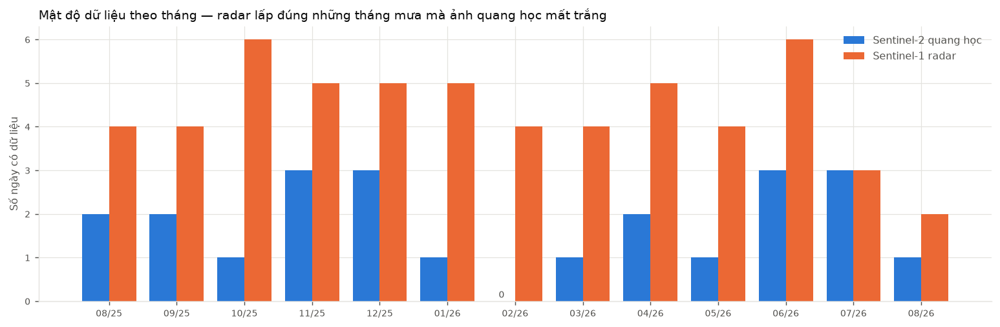 Mật độ dữ liệu theo tháng — radar lấp đúng những tháng mưa mà ảnh quang học mất trắng
Sentinel-2 quang học
Sentinel-1 radar
Số ngày có dữ liệu
6
5
4
3
2
1
0
0
08/25 09/25 10/25 11/25 12/25 01/26 02/26 03/26 04/26 05/26 06/26 07/26 08/26